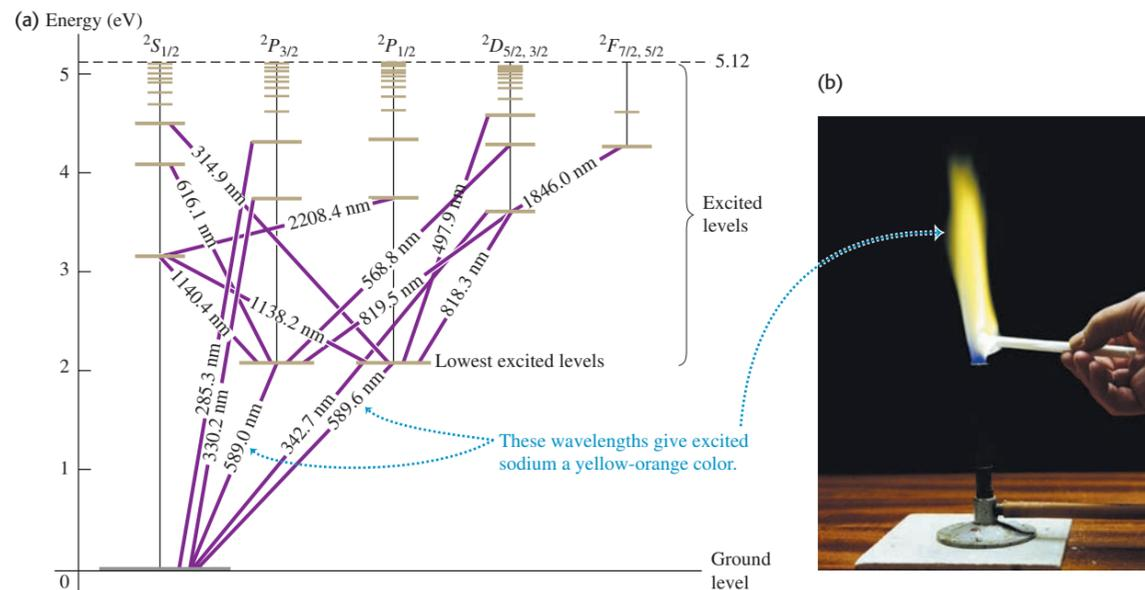 (a) Energy (eV)
²S₁/₂
²P₃/₂
²P₁/₂
²D₅/₂, ₃/₂
²F₇/₂, ₅/₂
5.12
(b)
5
4
3
2
1
0
314.9 nm
616.1 nm
2208.4 nm
497.9 nm
1846.0 nm
568.8 nm
819.5 nm
818.3 nm
1140.4 nm
1138.2 nm
Excited
levels
Lowest excited levels
285.3 nm
330.2 nm
589.0 nm
342.7 nm
589.6 nm
These wavelengths give excited
sodium a yellow-orange color.
Ground
level